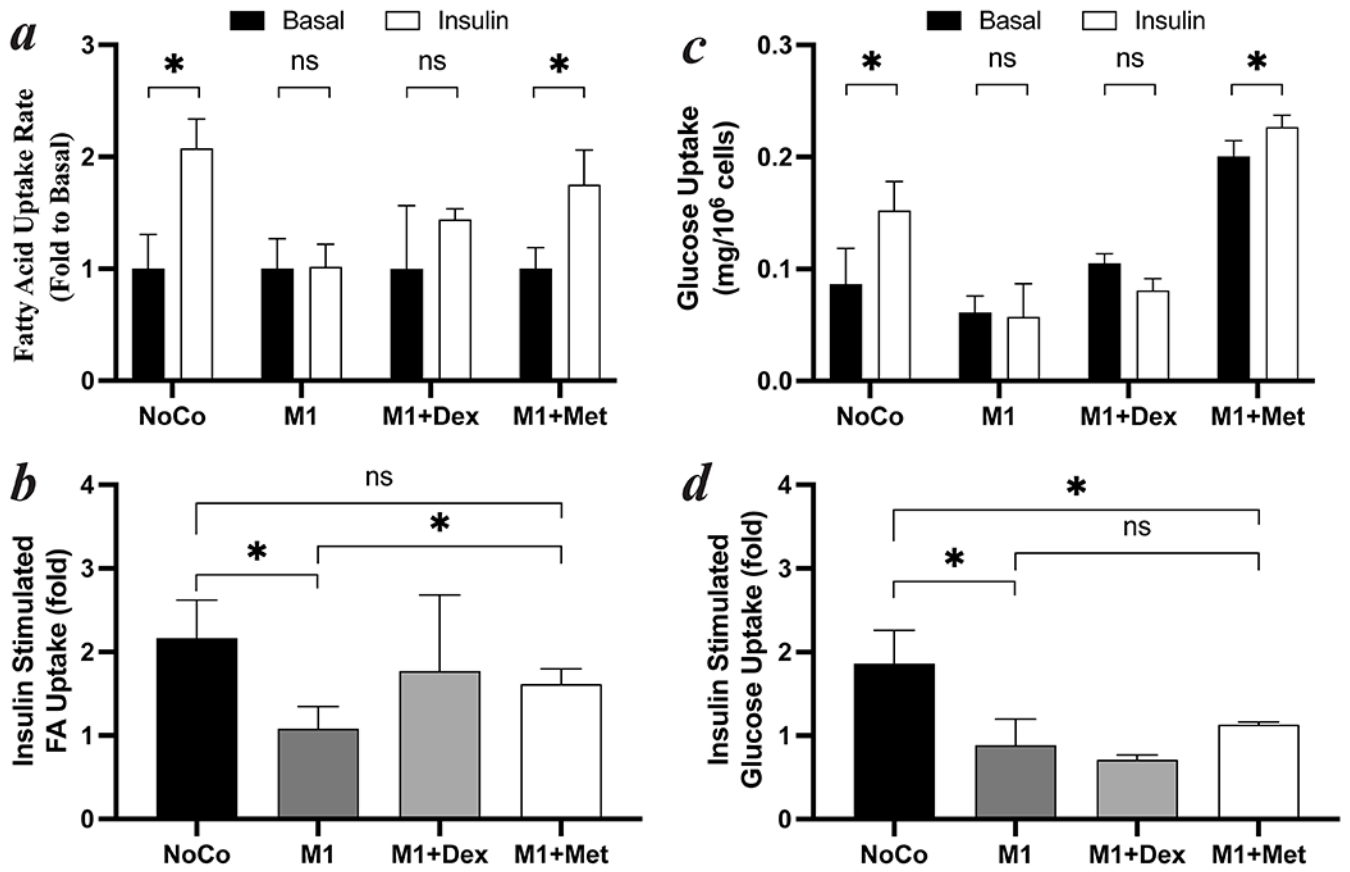 a
Basal Insulin
Fatty Acid Uptake Rate
(Fold to Basal)
3
2
1
0
* ns ns *
NoCo M1 M1+Dex M1+Met
c
Basal Insulin
Glucose Uptake
(mg/10⁶ cells)
0.3
0.2
0.1
0.0
* ns ns *
NoCo M1 M1+Dex M1+Met
b
Insulin Stimulated
FA Uptake (fold)
4
3
2
1
0
ns
*
*
NoCo M1 M1+Dex M1+Met
d
Insulin Stimulated
Glucose Uptake (fold)
4
3
2
1
0
*
ns
*
NoCo M1 M1+Dex M1+Met